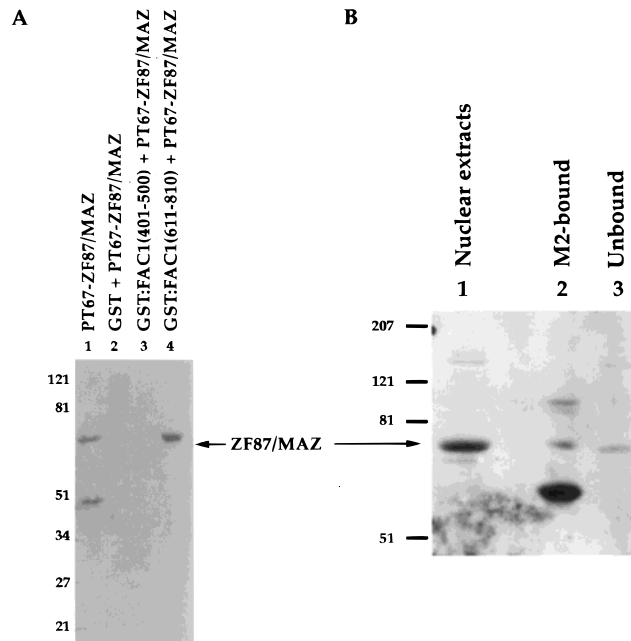 A
PT67-ZF87/MAZ
GST + PT67-ZF87/MAZ
GST:FAC1(401-500) + PT67-ZF87/MAZ
GST:FAC1(611-810) + PT67-ZF87/MAZ
1 2 3 4
121
81
51
34
27
21
ZF87/MAZ
B
Nuclear extracts
M2-bound
Unbound
1 2 3
207
121
81
51